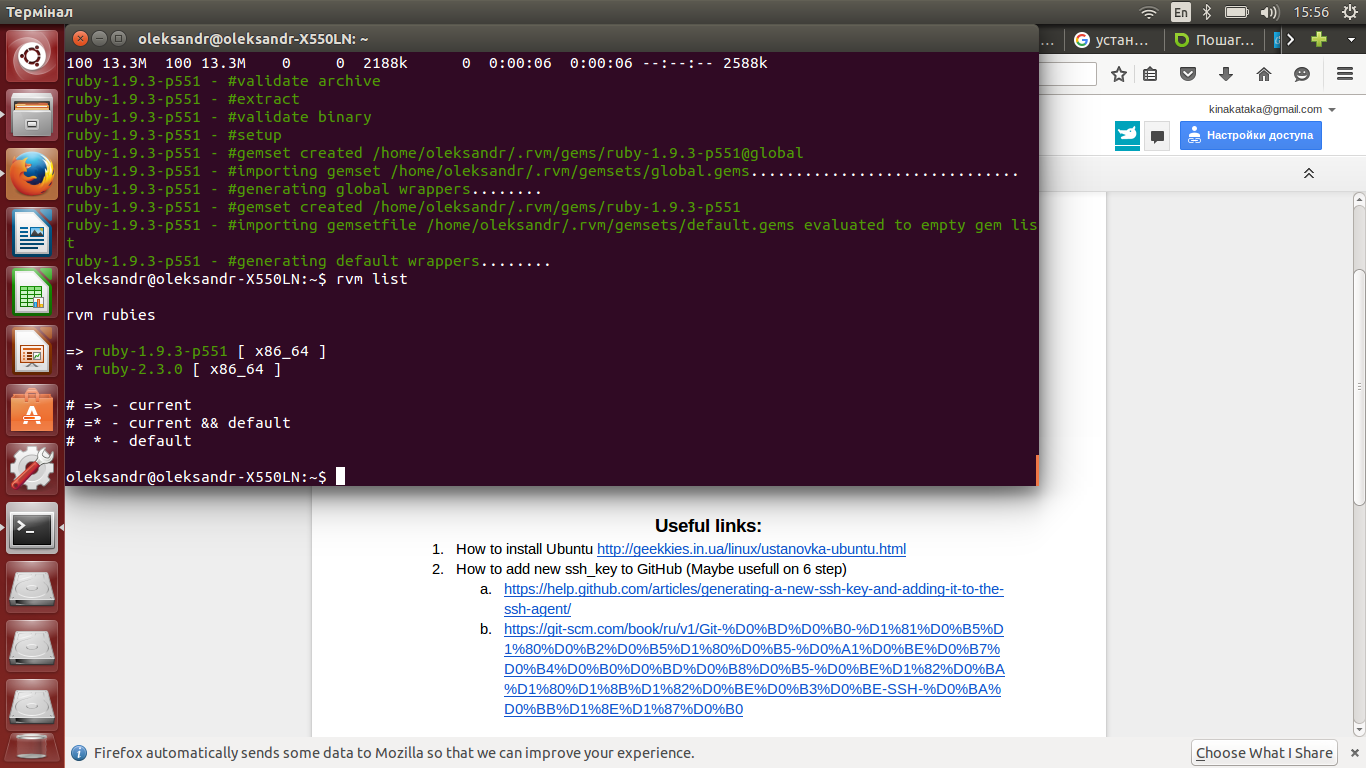 Термінал
En
15:56
oleksandr@oleksandr-X550LN: ~
устан…
Пошаг…
100 13.3M  100 13.3M    0     0  2188k      0  0:00:06  0:00:06 --:--:-- 2588k
ruby-1.9.3-p551 - #validate archive
ruby-1.9.3-p551 - #extract
ruby-1.9.3-p551 - #validate binary
ruby-1.9.3-p551 - #setup
ruby-1.9.3-p551 - #gemset created /home/oleksandr/.rvm/gems/ruby-1.9.3-p551@global
ruby-1.9.3-p551 - #importing gemset /home/oleksandr/.rvm/gemsets/global.gems..............................
ruby-1.9.3-p551 - #generating global wrappers........
ruby-1.9.3-p551 - #gemset created /home/oleksandr/.rvm/gems/ruby-1.9.3-p551
ruby-1.9.3-p551 - #importing gemsetfile /home/oleksandr/.rvm/gemsets/default.gems evaluated to empty gem lis
t
ruby-1.9.3-p551 - #generating default wrappers........
oleksandr@oleksandr-X550LN:~$ rvm list
rvm rubies
=> ruby-1.9.3-p551 [ x86_64 ]
 * ruby-2.3.0 [ x86_64 ]
# => - current
# =* - current && default
#  * - default
oleksandr@oleksandr-X550LN:~$
kinakataka@gmail.com
Настройки доступа
Useful links:
1. How to install Ubuntu http://geekkies.in.ua/linux/ustanovka-ubuntu.html
2. How to add new ssh_key to GitHub (Maybe usefull on 6 step)
a. https://help.github.com/articles/generating-a-new-ssh-key-and-adding-it-to-the-
ssh-agent/
b. https://git-scm.com/book/ru/v1/Git-%D0%BD%D0%B0-%D1%81%D0%B5%D
1%80%D0%B2%D0%B5%D1%80%D0%B5-%D0%A1%D0%BE%D0%B7%
D0%B4%D0%B0%D0%BD%D0%B8%D0%B5-%D0%BE%D1%82%D0%BA
%D1%80%D1%8B%D1%82%D0%BE%D0%B3%D0%BE-SSH-%D0%BA%
D0%BB%D1%8E%D1%87%D0%B0
Firefox automatically sends some data to Mozilla so that we can improve your experience.
Choose What I Share